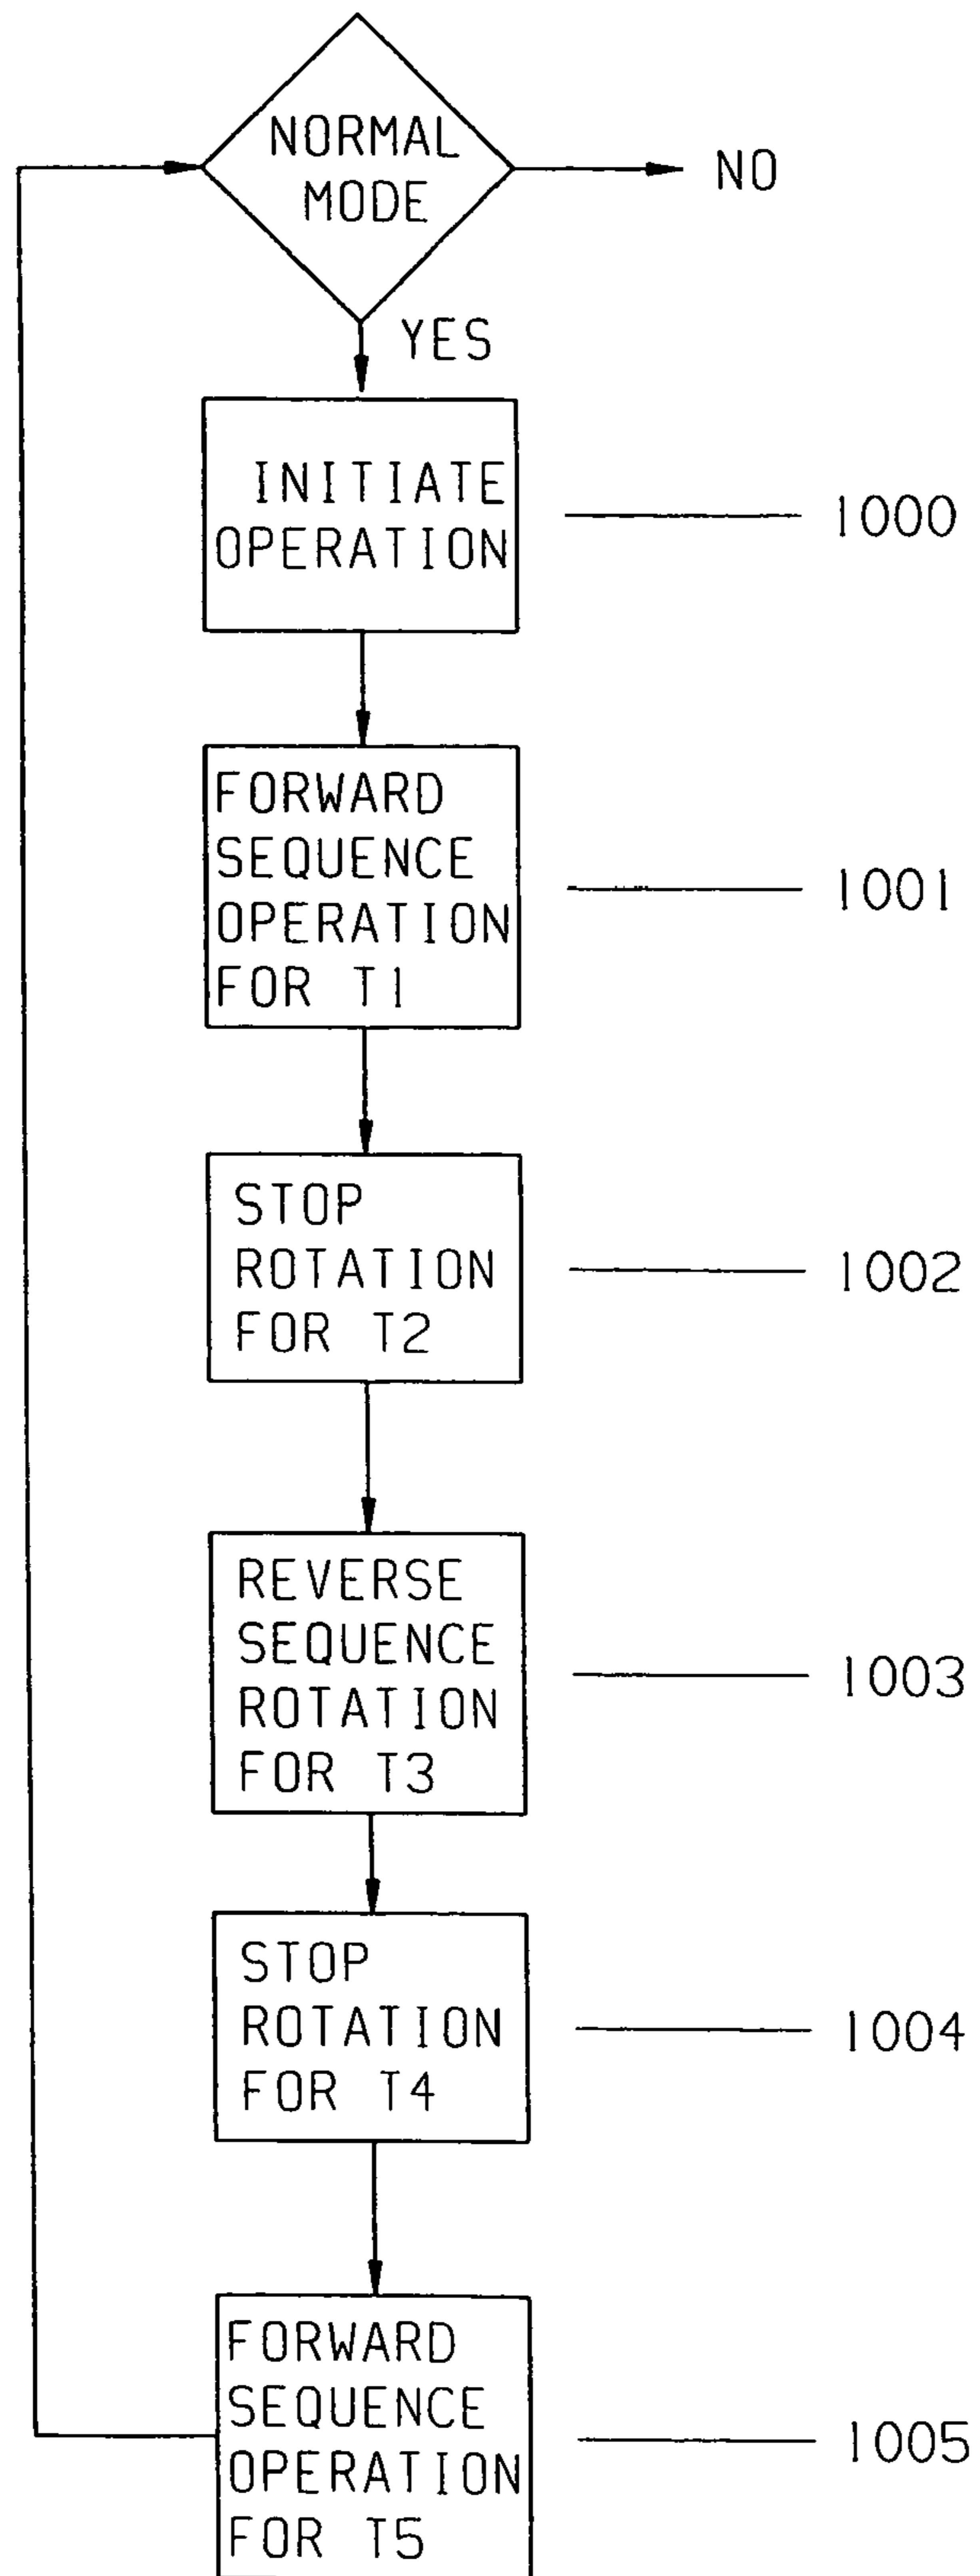 NORMAL
MODE
NO
YES
INITIATE
OPERATION
1000
FORWARD
SEQUENCE
OPERATION
FOR T1
1001
STOP
ROTATION
FOR T2
1002
REVERSE
SEQUENCE
ROTATION
FOR T3
1003
STOP
ROTATION
FOR T4
1004
FORWARD
SEQUENCE
OPERATION
FOR T5
1005